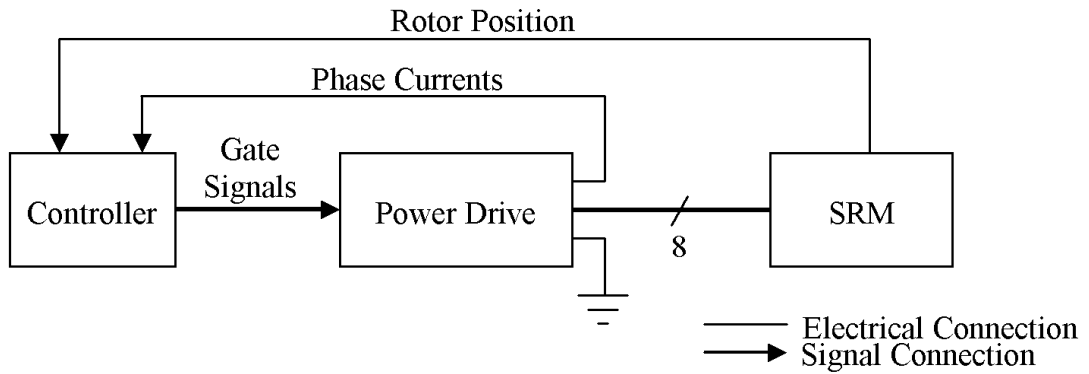 Rotor Position
Phase Currents
Gate
Signals
Controller
Power Drive
SRM
8
Electrical Connection
Signal Connection